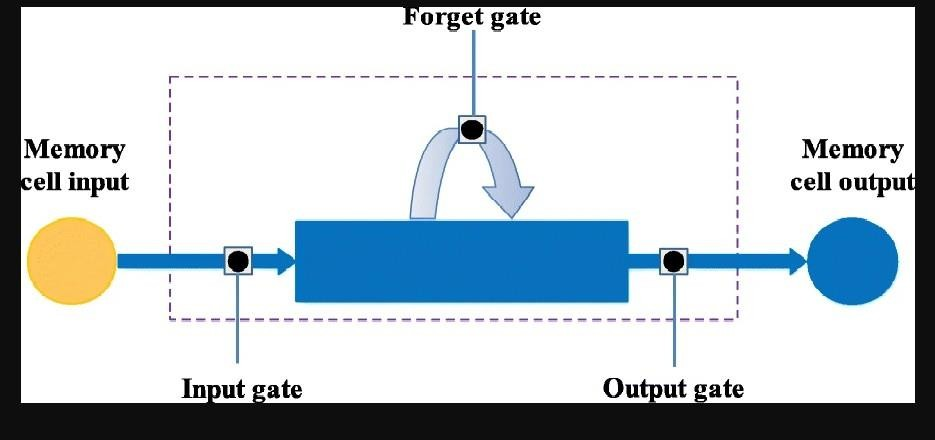 Forget gate
Memory
cell input
Memory
cell output
Input gate
Output gate